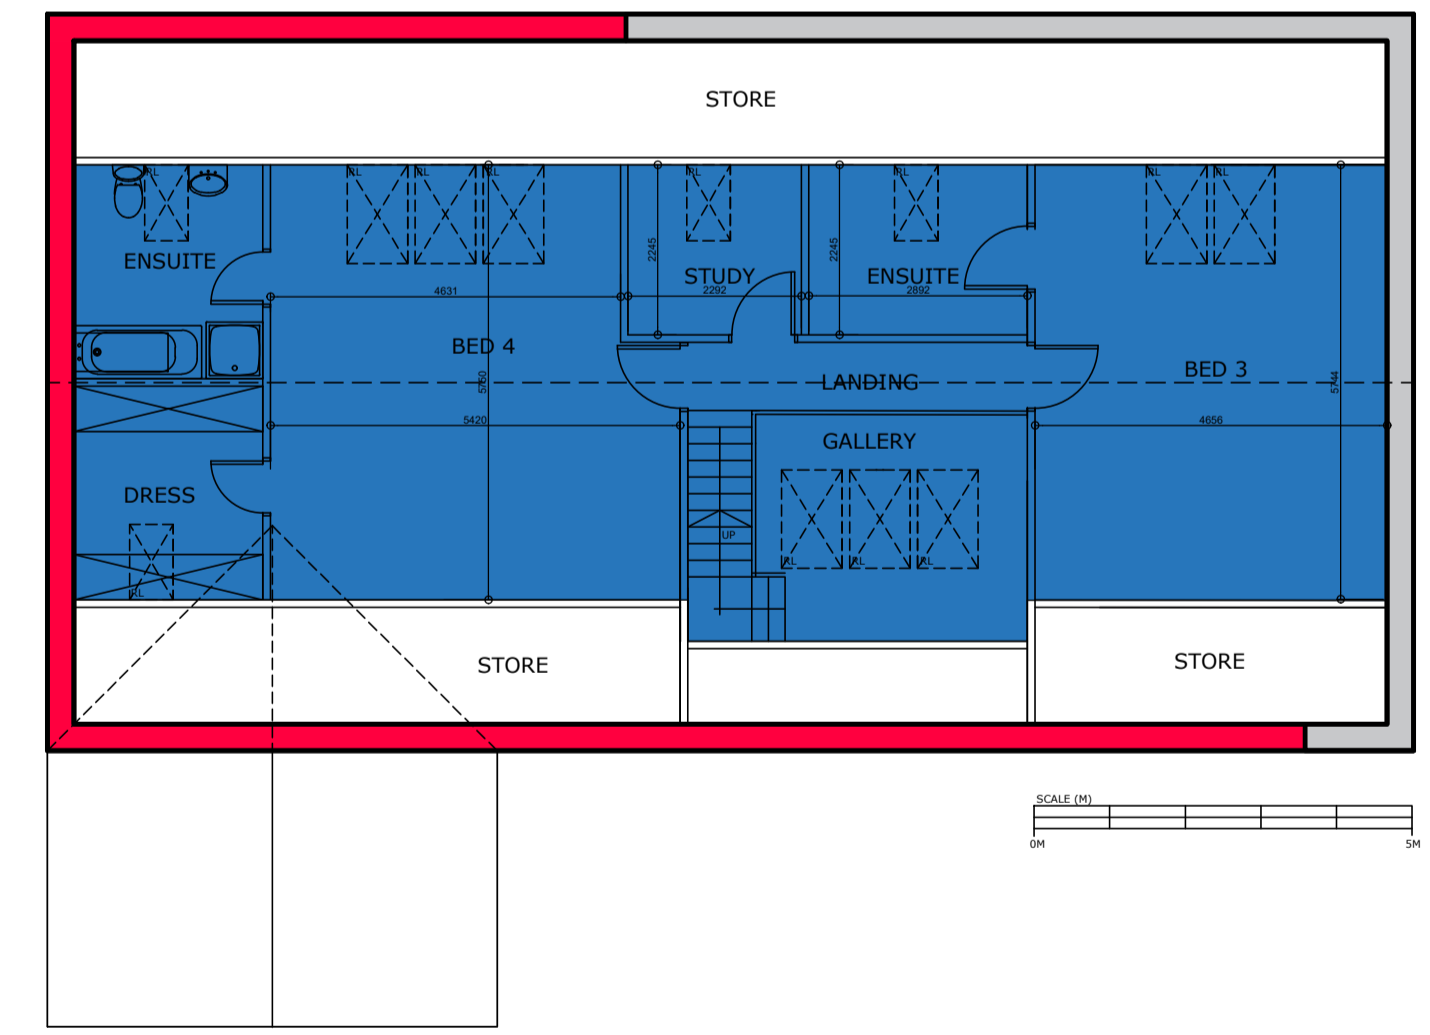 STORE
RL
RL
RL
RL
RL
RL
RL
RL
ENSUITE
2245
STUDY
2245
ENSUITE
4631
2292
2892
BED 4
BED 3
5750
LANDING
5744
5420
4656
GALLERY
DRESS
UP
RL
RL
RL
RL
STORE
STORE
SCALE (M)
0M
5M